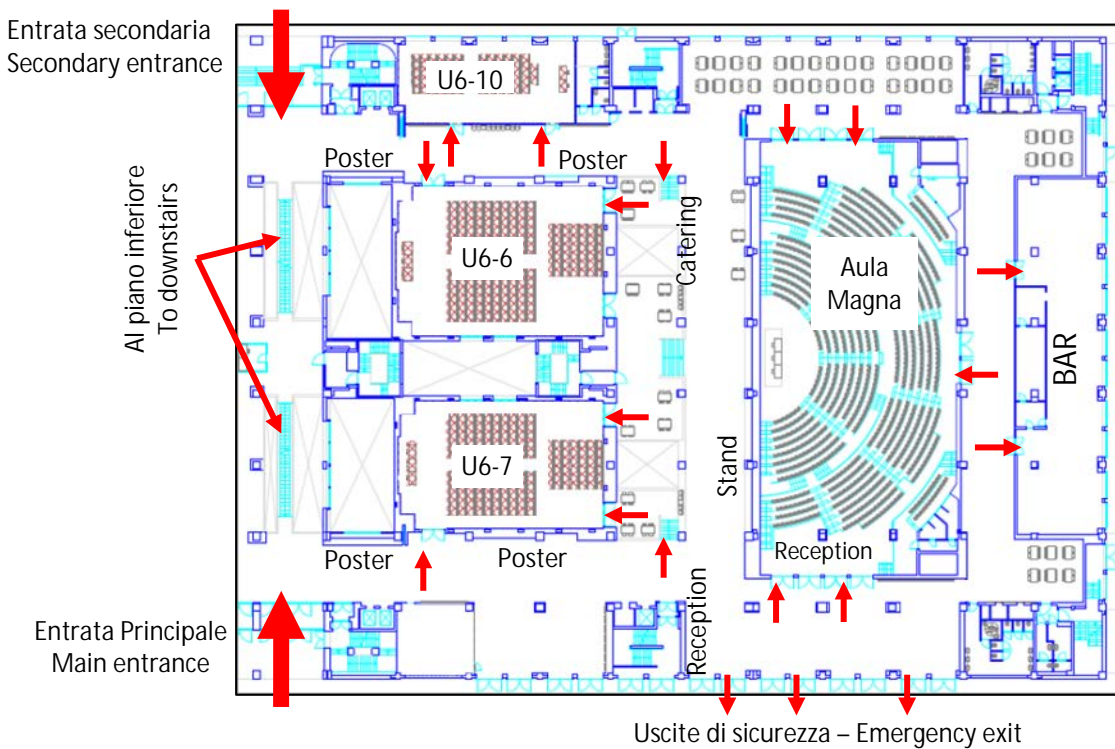 Entrata secondaria
Secondary entrance
U6-10
Poster
Poster
Al piano inferiore
To downstairs
U6-6
Catering
Aula
Magna
BAR
U6-7
Stand
Poster
Poster
Reception
Reception
Entrata Principale
Main entrance
Uscite di sicurezza – Emergency exit